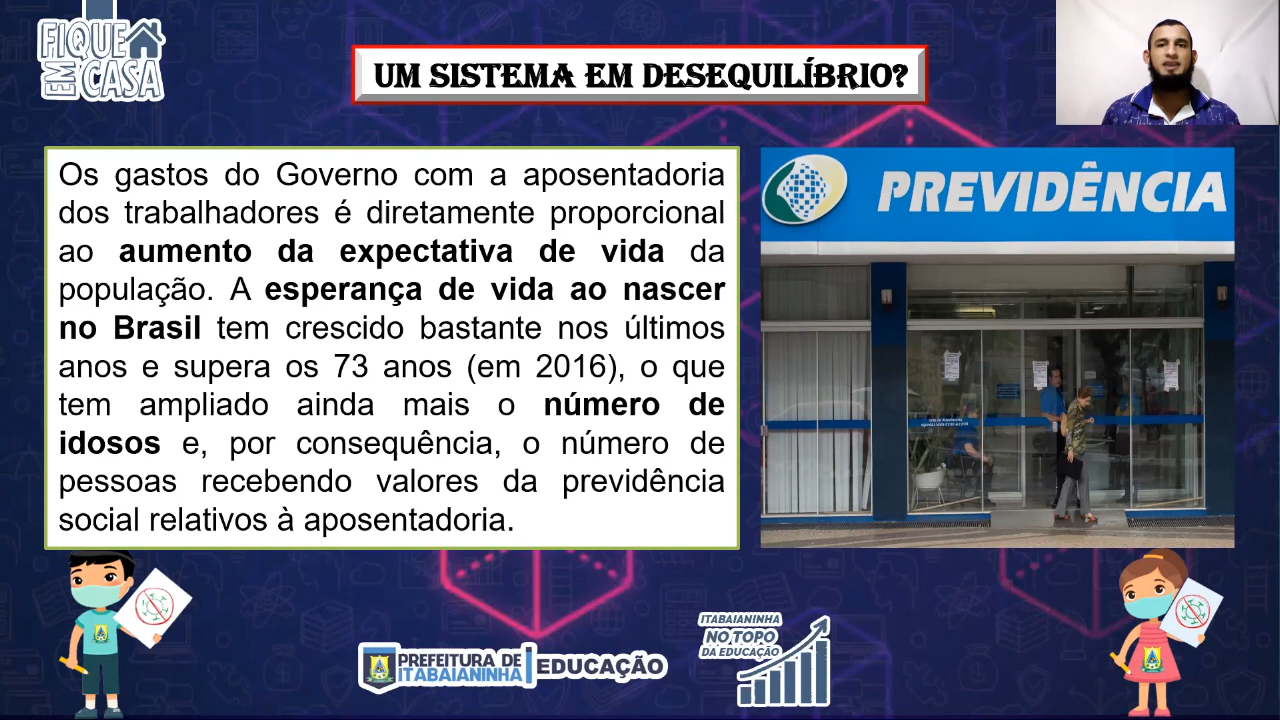 FIQUE
EM CASA
UM SISTEMA EM DESEQUILÍBRIO?
Os gastos do Governo com a aposentadoria
dos trabalhadores é diretamente proporcional
ao aumento da expectativa de vida da
população. A esperança de vida ao nascer
no Brasil tem crescido bastante nos últimos
anos e supera os 73 anos (em 2016), o que
tem ampliado ainda mais o número de
idosos e, por consequência, o número de
pessoas recebendo valores da previdência
social relativos à aposentadoria.
PREVIDÊNCIA
PREFEITURA DE
ITABAIANINHA
EDUCAÇÃO
ITABAIANINHA
NO TOPO
DA EDUCAÇÃO